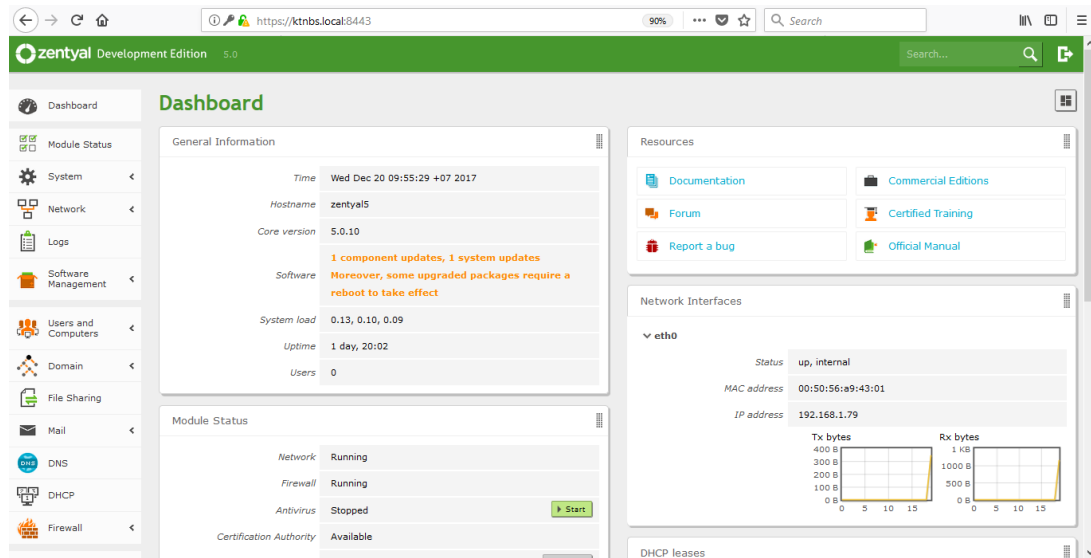 https://ktnbs.local:8443
90%
Search
zentyal Development Edition 5.0
Search...
Dashboard
Module Status
System
Network
Logs
Software
Management
Users and
Computers
Domain
File Sharing
Mail
DNS
DHCP
Firewall
Dashboard
General Information
Time Wed Dec 20 09:55:29 +07 2017
Hostname zentyal5
Core version 5.0.10
Software 1 component updates, 1 system updates
Moreover, some upgraded packages require a
reboot to take effect
System load 0.13, 0.10, 0.09
Uptime 1 day, 20:02
Users 0
Module Status
Network Running
Firewall Running
Antivirus Stopped Start
Certification Authority Available
Resources
Documentation Commercial Editions
Forum Certified Training
Report a bug Official Manual
Network Interfaces
eth0
Status up, internal
MAC address 00:50:56:a9:43:01
IP address 192.168.1.79
Tx bytes
400 B
300 B
200 B
100 B
0 B
0 5 10 15
Rx bytes
1 KB
1000 B
500 B
0 B
0 5 10 15
DHCP leases